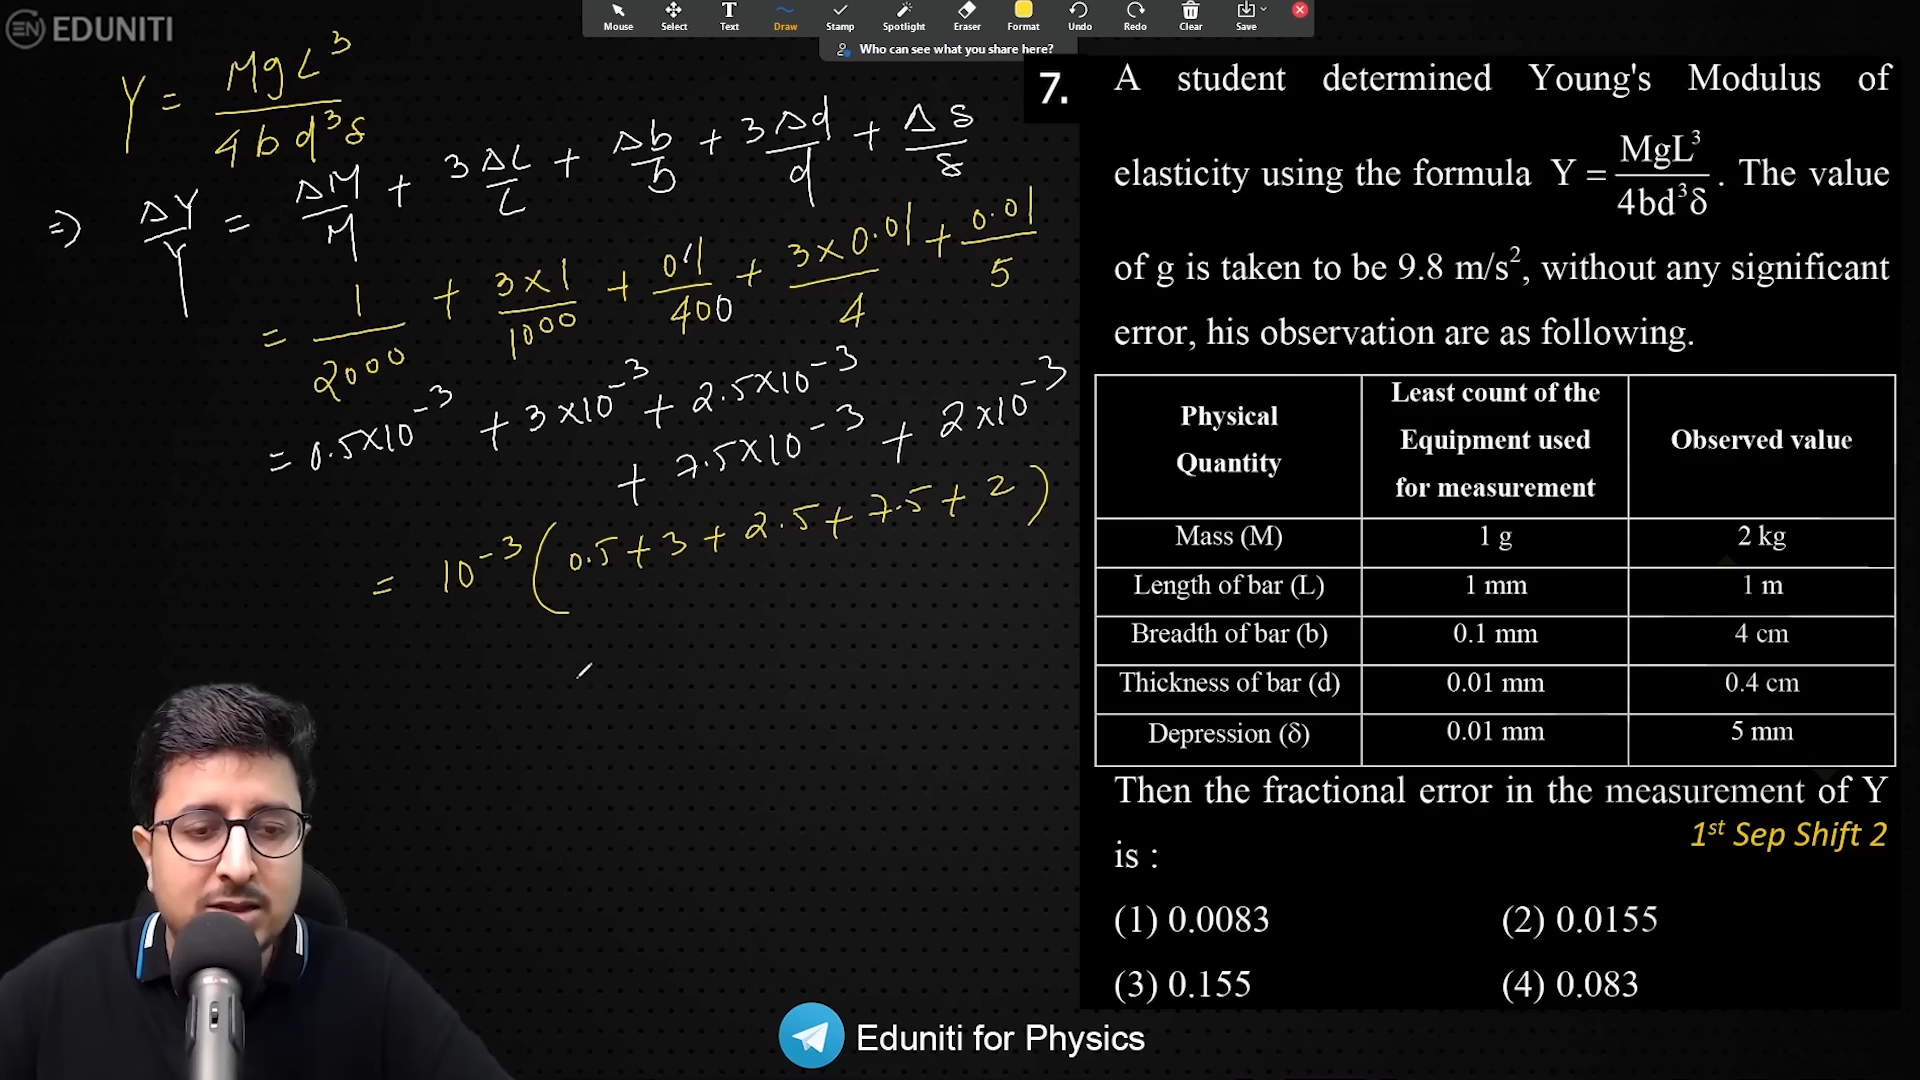 EN EDUNITI
Mouse Select Text Draw Stamp Spotlight Eraser Format Undo Redo Clear Save
Who can see what you share here?
Y = MgL³ / 4bd³δ
⇒ ΔY/Y = ΔM/M + 3ΔL/L + Δb/b + 3Δd/d + Δδ/δ
= 1/2000 + 3×1/1000 + 01/400 + 3×0.01/4 + 0.01/5
= 0.5×10⁻³ + 3×10⁻³ + 2.5×10⁻³
+ 7.5×10⁻³ + 2×10⁻³
= 10⁻³(0.5+3+2.5+7.5+2)
7. A student determined Young's Modulus of
elasticity using the formula Y = MgL³ / 4bd³δ. The value
of g is taken to be 9.8 m/s², without any significant
error, his observation are as following.
Physical Quantity | Least count of the Equipment used for measurement | Observed value
Mass (M) | 1 g | 2 kg
Length of bar (L) | 1 mm | 1 m
Breadth of bar (b) | 0.1 mm | 4 cm
Thickness of bar (d) | 0.01 mm | 0.4 cm
Depression (δ) | 0.01 mm | 5 mm
Then the fractional error in the measurement of Y
is :
1st Sep Shift 2
(1) 0.0083 (2) 0.0155
(3) 0.155 (4) 0.083
Eduniti for Physics